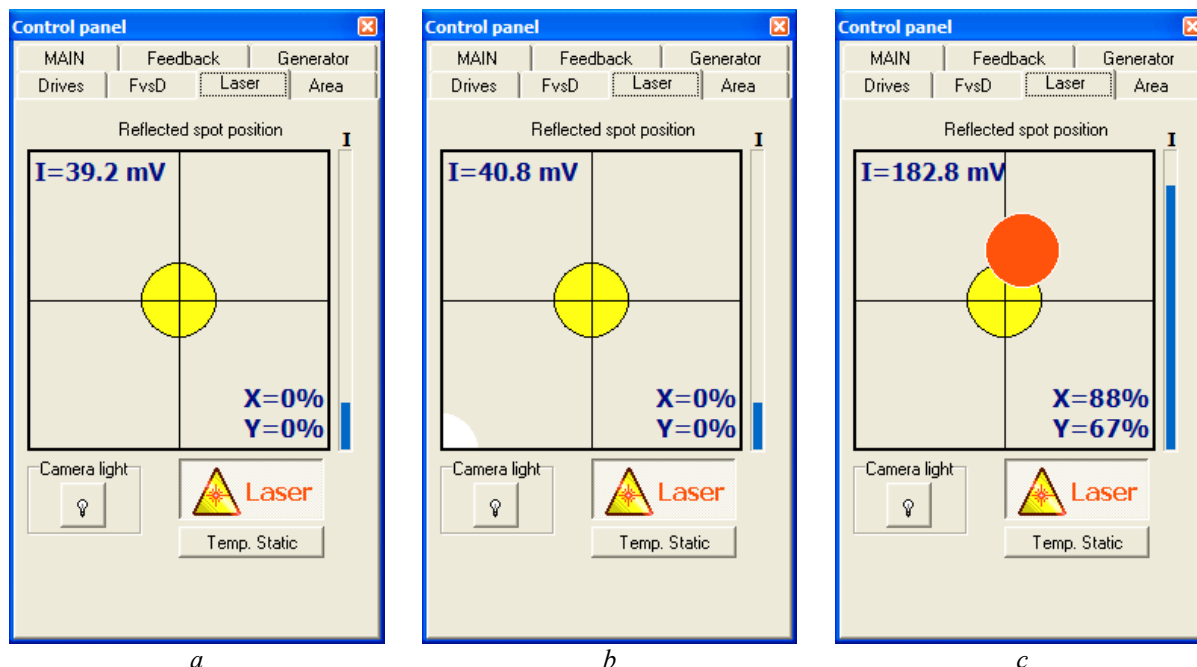 Control panel
MAIN Feedback Generator
Drives FvsD Laser Area
Reflected spot position
I
I=39.2 mV
X=0%
Y=0%
Camera light
Laser
Temp. Static
a
Control panel
MAIN Feedback Generator
Drives FvsD Laser Area
Reflected spot position
I
I=40.8 mV
X=0%
Y=0%
Camera light
Laser
Temp. Static
b
Control panel
MAIN Feedback Generator
Drives FvsD Laser Area
Reflected spot position
I
I=182.8 mV
X=88%
Y=67%
Camera light
Laser
Temp. Static
c